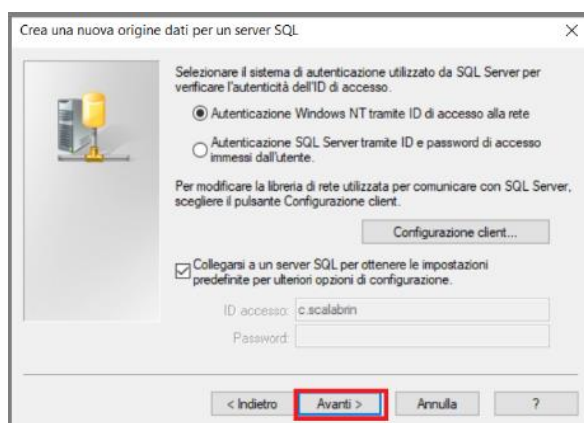 Crea una nuova origine dati per un server SQL
Selezionare il sistema di autenticazione utilizzato da SQL Server per
verificare l'autenticità dell'ID di accesso.
Autenticazione Windows NT tramite ID di accesso alla rete
Autenticazione SQL Server tramite ID e password di accesso
immessi dall'utente.
Per modificare la libreria di rete utilizzata per comunicare con SQL Server,
scegliere il pulsante Configurazione client.
Configurazione client...
Collegarsi a un server SQL per ottenere le impostazioni
predefinite per ulteriori opzioni di configurazione.
ID accesso: c.scalabrin
Password:
< Indietro Avanti > Annulla ?